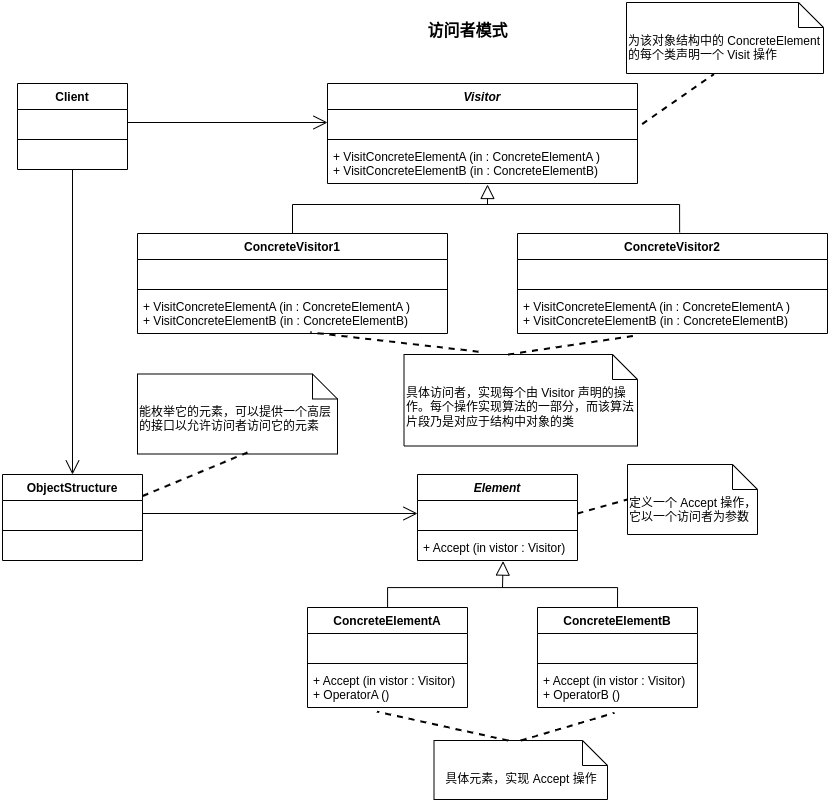 访问者模式
为该对象结构中的 ConcreteElement
的每个类声明一个 Visit 操作
Client
Visitor
+ VisitConcreteElementA (in : ConcreteElementA )
+ VisitConcreteElementB (in : ConcreteElementB)
ConcreteVisitor1
+ VisitConcreteElementA (in : ConcreteElementA )
+ VisitConcreteElementB (in : ConcreteElementB)
ConcreteVisitor2
+ VisitConcreteElementA (in : ConcreteElementA )
+ VisitConcreteElementB (in : ConcreteElementB)
能枚举它的元素，可以提供一个高层
的接口以允许访问者访问它的元素
具体访问者，实现每个由 Visitor 声明的操
作。每个操作实现算法的一部分，而该算法
片段乃是对应于结构中对象的类
ObjectStructure
Element
+ Accept (in vistor : Visitor)
定义一个 Accept 操作，
它以一个访问者为参数
ConcreteElementA
+ Accept (in vistor : Visitor)
+ OperatorA ()
ConcreteElementB
+ Accept (in vistor : Visitor)
+ OperatorB ()
具体元素，实现 Accept 操作